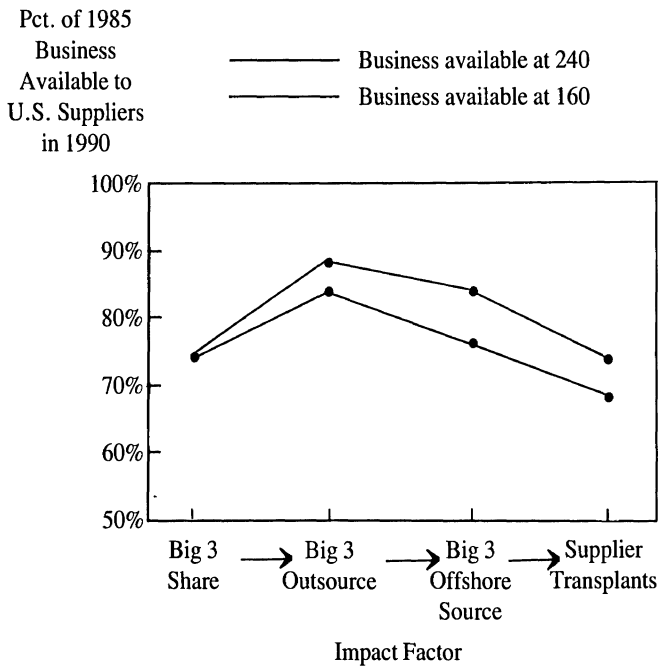 Pct. of 1985
Business
Available to
U.S. Suppliers
in 1990
Business available at 240
Business available at 160
100%
90%
80%
70%
60%
50%
Big 3
Share
Big 3
Outsource
Big 3
Offshore
Source
Supplier
Transplants
Impact Factor